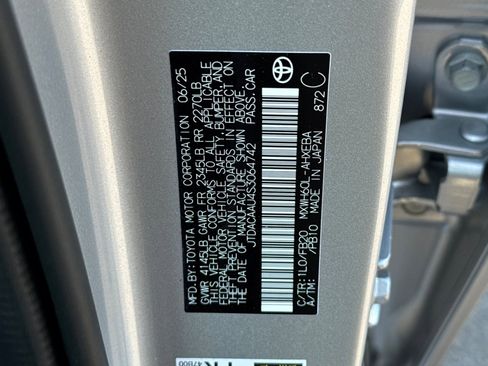 MFD.BY:TOYOTA MOTOR CORPORATION 06/25
GVWR 4145LB GAWR FR 2345LB RR 2270LB
THIS VEHICLE CONFORMS TO ALL APPLICABLE
FEDERAL MOTOR VEHICLE SAFETY, BUMPER, AND
THEFT PREVENTION STANDARDS IN EFFECT ON
THE DATE OF MANUFACTURE SHOWN ABOVE.
JTDACAAU4S3064742 PASS.CAR
C/TR:1L0/FB20 MXWH60L-AHXEBA
A/TM: /PB10 MADE IN JAPAN 872 C
47B00